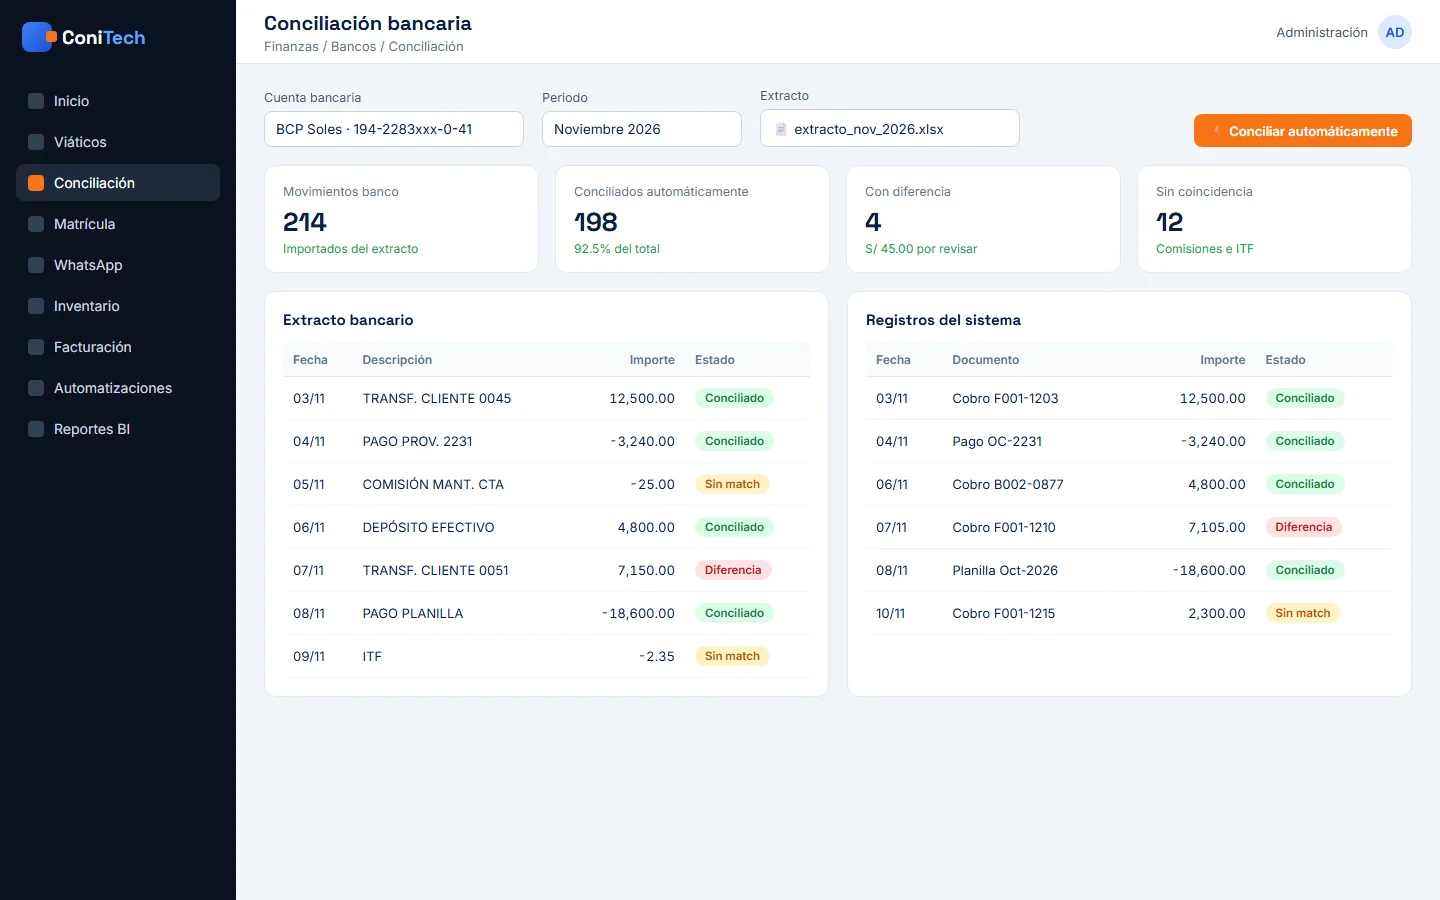 ConiTech
Inicio
Viáticos
Conciliación
Matrícula
WhatsApp
Inventario
Facturación
Automatizaciones
Reportes BI
Conciliación bancaria
Finanzas / Bancos / Conciliación
Administración AD
Cuenta bancaria
BCP Soles · 194-2283xxx-0-41
Periodo
Noviembre 2026
Extracto
extracto_nov_2026.xlsx
Conciliar automáticamente
Movimientos banco
214
Importados del extracto
Conciliados automáticamente
198
92.5% del total
Con diferencia
4
S/ 45.00 por revisar
Sin coincidencia
12
Comisiones e ITF
Extracto bancario
Fecha Descripción Importe Estado
03/11 TRANSF. CLIENTE 0045 12,500.00 Conciliado
04/11 PAGO PROV. 2231 -3,240.00 Conciliado
05/11 COMISIÓN MANT. CTA -25.00 Sin match
06/11 DEPÓSITO EFECTIVO 4,800.00 Conciliado
07/11 TRANSF. CLIENTE 0051 7,150.00 Diferencia
08/11 PAGO PLANILLA -18,600.00 Conciliado
09/11 ITF -2.35 Sin match
Registros del sistema
Fecha Documento Importe Estado
03/11 Cobro F001-1203 12,500.00 Conciliado
04/11 Pago OC-2231 -3,240.00 Conciliado
06/11 Cobro B002-0877 4,800.00 Conciliado
07/11 Cobro F001-1210 7,105.00 Diferencia
08/11 Planilla Oct-2026 -18,600.00 Conciliado
10/11 Cobro F001-1215 2,300.00 Sin match